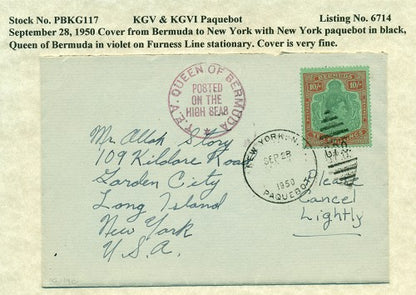 Stock No. PBKG117 KGV & KGVI Paquebot Listing No. 6714
September 28, 1950 Cover from Bermuda to New York with New York paquebot in black,
Queen of Bermuda in violet on Furness Line stationary. Cover is very fine.
T.E.V. QUEEN OF BERMUDA
POSTED
ON THE
HIGH SEAS
BERMUDA
10/- 10/-
NEW YORK, N.Y.
SEP 28
1950
PAQUEBOT
Mr Allah Story
109 Kildare Road
Garden City
Long Island
New York
U.S.A.
Please
Cancel
Lightly